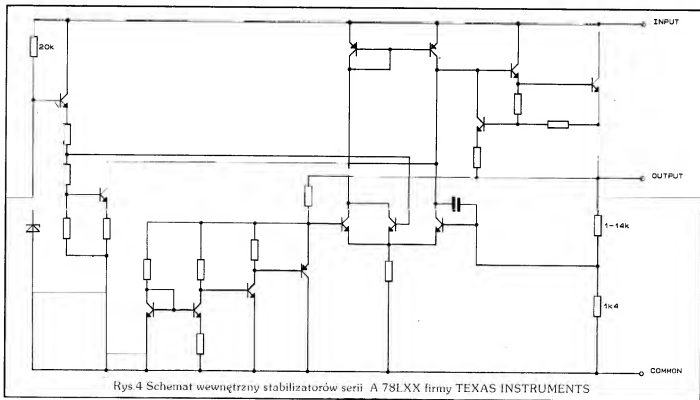 INPUT
20k
OUTPUT
1-14k
1k4
COMMON
Rys.4 Schemat wewnętrzny stabilizatorów serii A 78LXX firmy TEXAS INSTRUMENTS